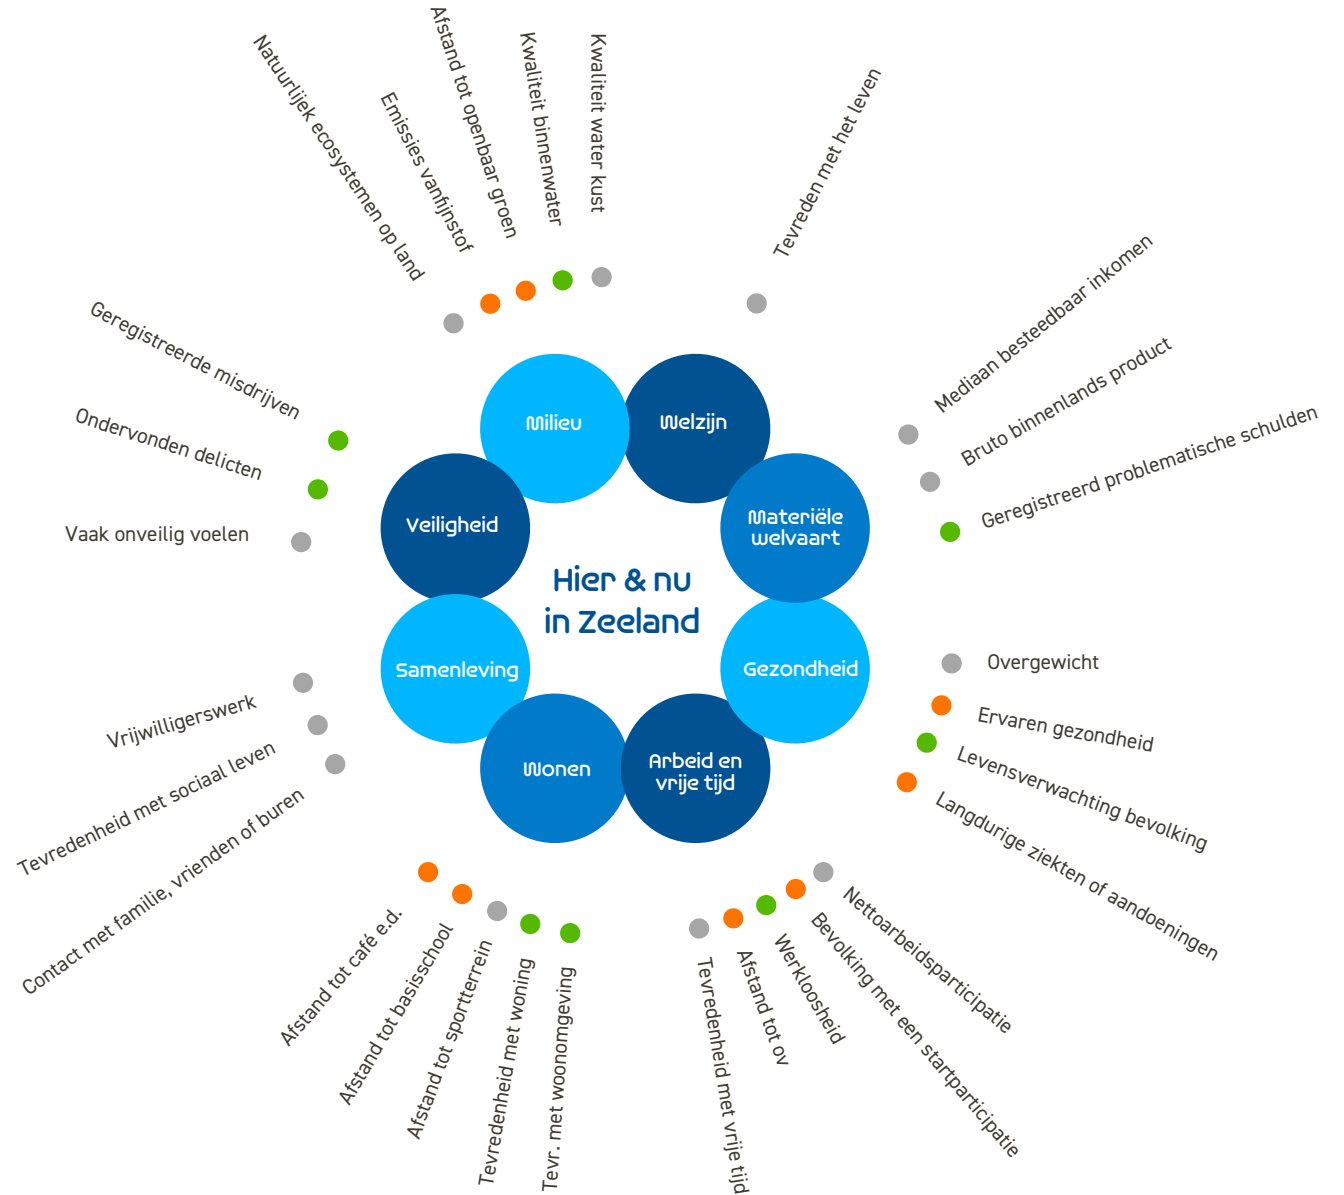 Natuurlijek ecosystemen op land
Emissies vanfijnstof
Afstand tot openbaar groen
Kwaliteit binnenwater
Kwaliteit water kust
Tevreden met het leven
Mediaan besteedbaar inkomen
Bruto binnenlands product
Geregistreerd problematische schulden
Overgewicht
Ervaren gezondheid
Levensverwachting bevolking
Langdurige ziekten of aandoeningen
Nettoarbeidsparticipatie
Bevolking met een startparticipatie
Werkloosheid
Afstand tot ov
Tevredenheid met vrije tijd
Tevr. met woonomgeving
Tevredenheid met woning
Afstand tot sportterrein
Afstand tot basisschool
Afstand tot café e.d.
Contact met familie, vrienden of buren
Tevredenheid met sociaal leven
Vrijwilligerswerk
Vaak onveilig voelen
Ondervonden delicten
Geregistreerde misdrijven
Milieu
Welzijn
Materiële
welvaart
Gezondheid
Arbeid en
vrije tijd
Wonen
Samenleving
Veiligheid
Hier & nu
in Zeeland